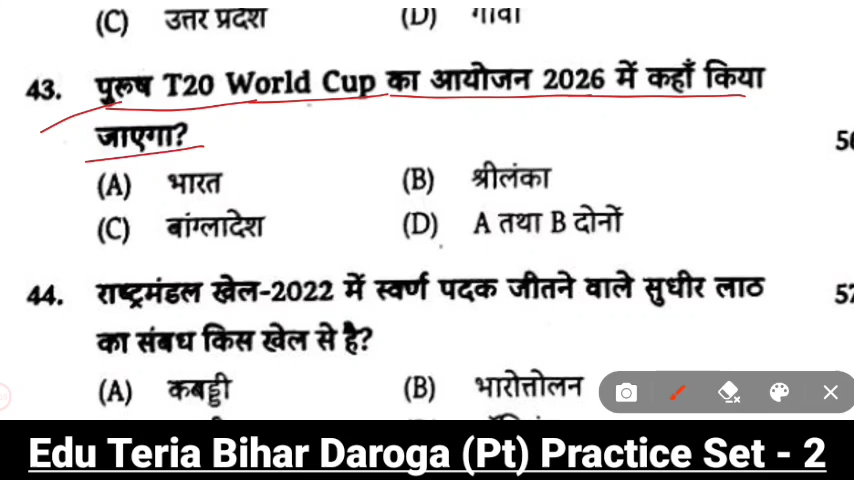 (C) उत्तर प्रदेश (D) गोवा
43. पुरूष T20 World Cup का आयोजन 2026 में कहाँ किया
जाएगा?
(A) भारत (B) श्रीलंका
(C) बांग्लादेश (D) A तथा B दोनों
44. राष्ट्रमंडल खेल-2022 में स्वर्ण पदक जीतने वाले सुधीर लाठ
का संबध किस खेल से है?
(A) कबड्डी (B) भारोत्तोलन
Edu Teria Bihar Daroga (Pt) Practice Set - 2